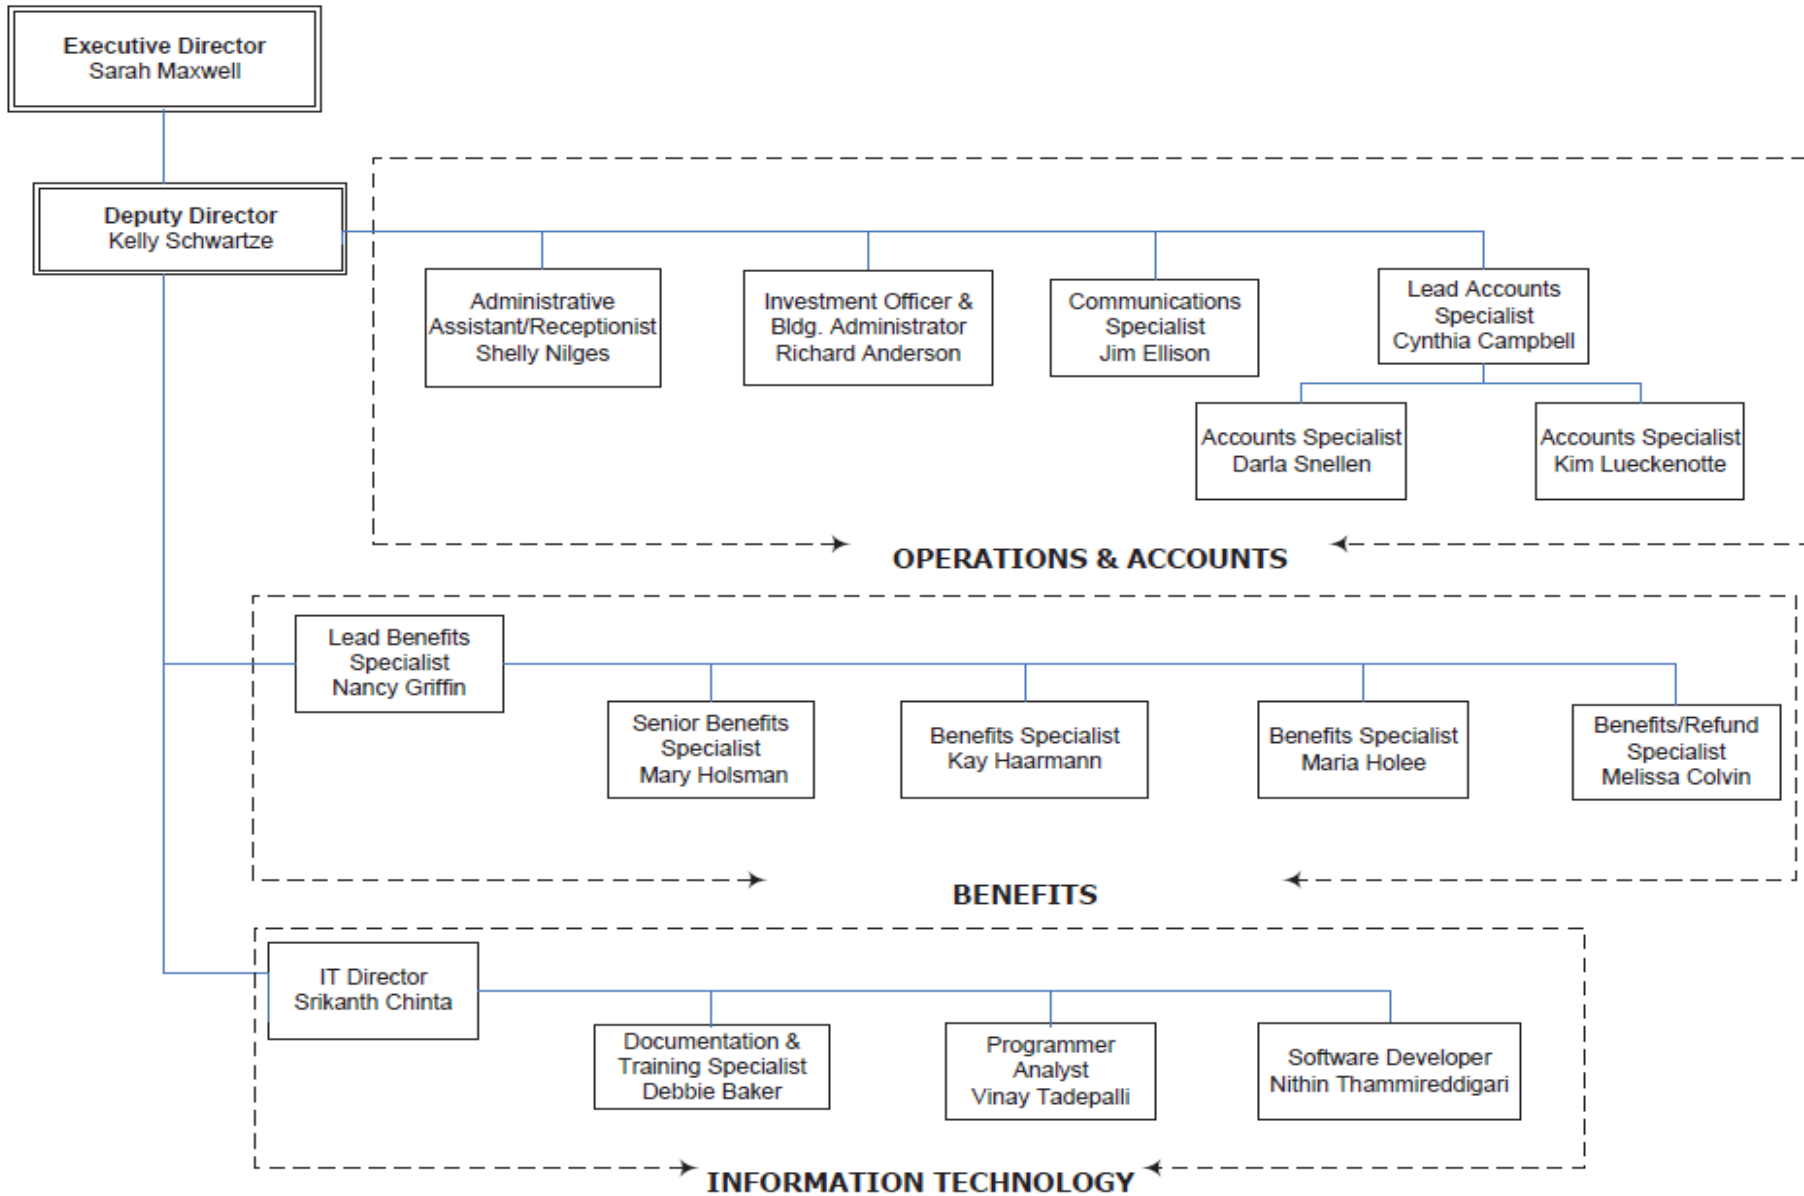 Executive Director
Sarah Maxwell
Deputy Director
Kelly Schwartze
Administrative
Assistant/Receptionist
Shelly Nilges
Investment Officer &
Bldg. Administrator
Richard Anderson
Communications
Specialist
Jim Ellison
Lead Accounts
Specialist
Cynthia Campbell
Accounts Specialist
Darla Snellen
Accounts Specialist
Kim Lueckenotte
OPERATIONS & ACCOUNTS
Lead Benefits
Specialist
Nancy Griffin
Senior Benefits
Specialist
Mary Holsman
Benefits Specialist
Kay Haarmann
Benefits Specialist
Maria Holee
Benefits/Refund
Specialist
Melissa Colvin
BENEFITS
IT Director
Srikanth Chinta
Documentation &
Training Specialist
Debbie Baker
Programmer
Analyst
Vinay Tadepalli
Software Developer
Nithin Thammireddigari
INFORMATION TECHNOLOGY